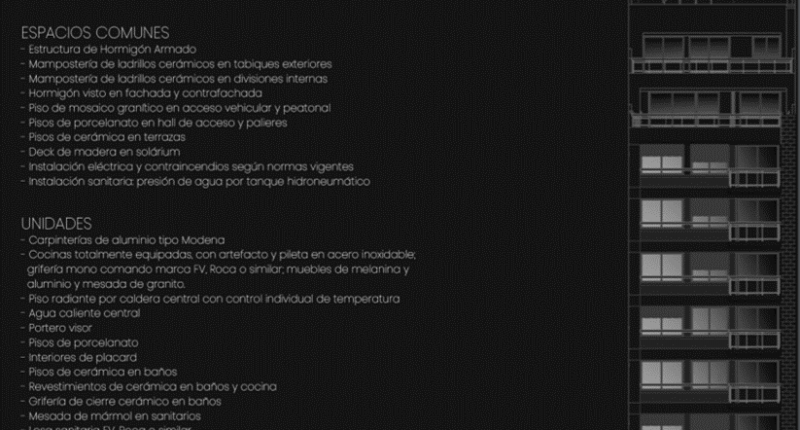 ESPACIOS COMUNES
- Estructura de Hormigón Armado
- Mampostería de ladrillos cerámicos en tabiques exteriores
- Mampostería de ladrillos cerámicos en divisiones internas
- Hormigón visto en fachada y contrafachada
- Piso de mosaico granítico en acceso vehicular y peatonal
- Pisos de porcelanato en hall de acceso y palieres
- Pisos de cerámica en terrazas
- Deck de madera en solárium
- Instalación eléctrica y contraincendios según normas vigentes
- Instalación sanitaria: presión de agua por tanque hidroneumático
UNIDADES
- Carpinterías de aluminio tipo Modena
- Cocinas totalmente equipadas, con artefacto y pileta en acero inoxidable;
grifería mono comando marca FV, Roca o similar; muebles de melanina y
aluminio y mesada de granito.
- Piso radiante por caldera central con control individual de temperatura
- Agua caliente central
- Portero visor
- Pisos de porcelanato
- Interiores de placard
- Pisos de cerámica en baños
- Revestimientos de cerámica en baños y cocina
- Grifería de cierre cerámico en baños
- Mesada de mármol en sanitarios
- Losa sanitaria FV, Roca o similar